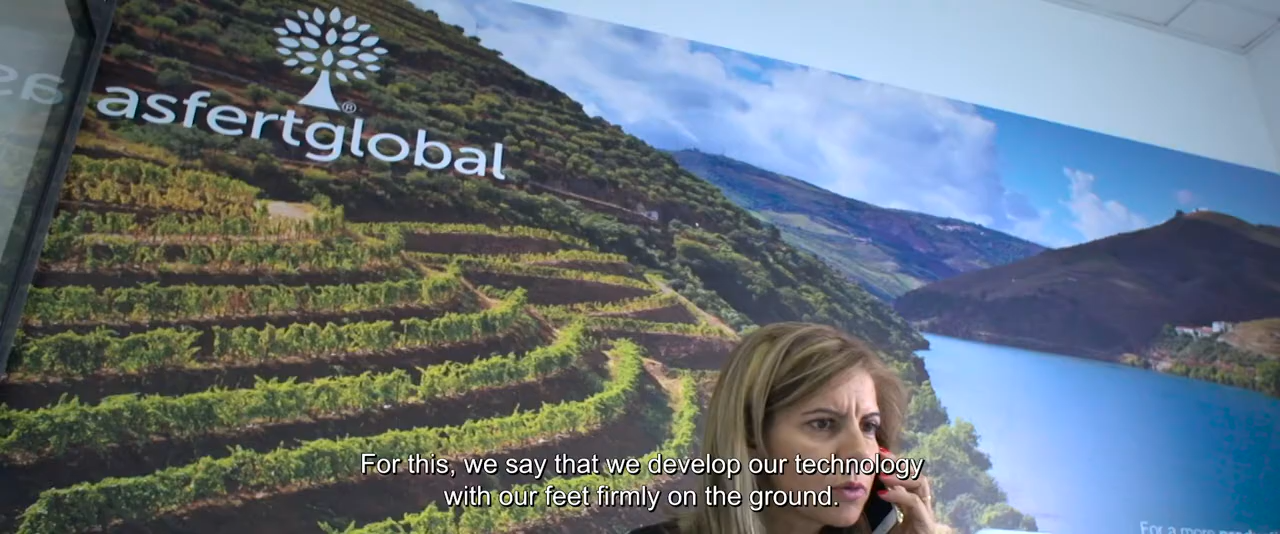 asfertglobal®
For this, we say that we develop our technology
with our feet firmly on the ground.
For a more